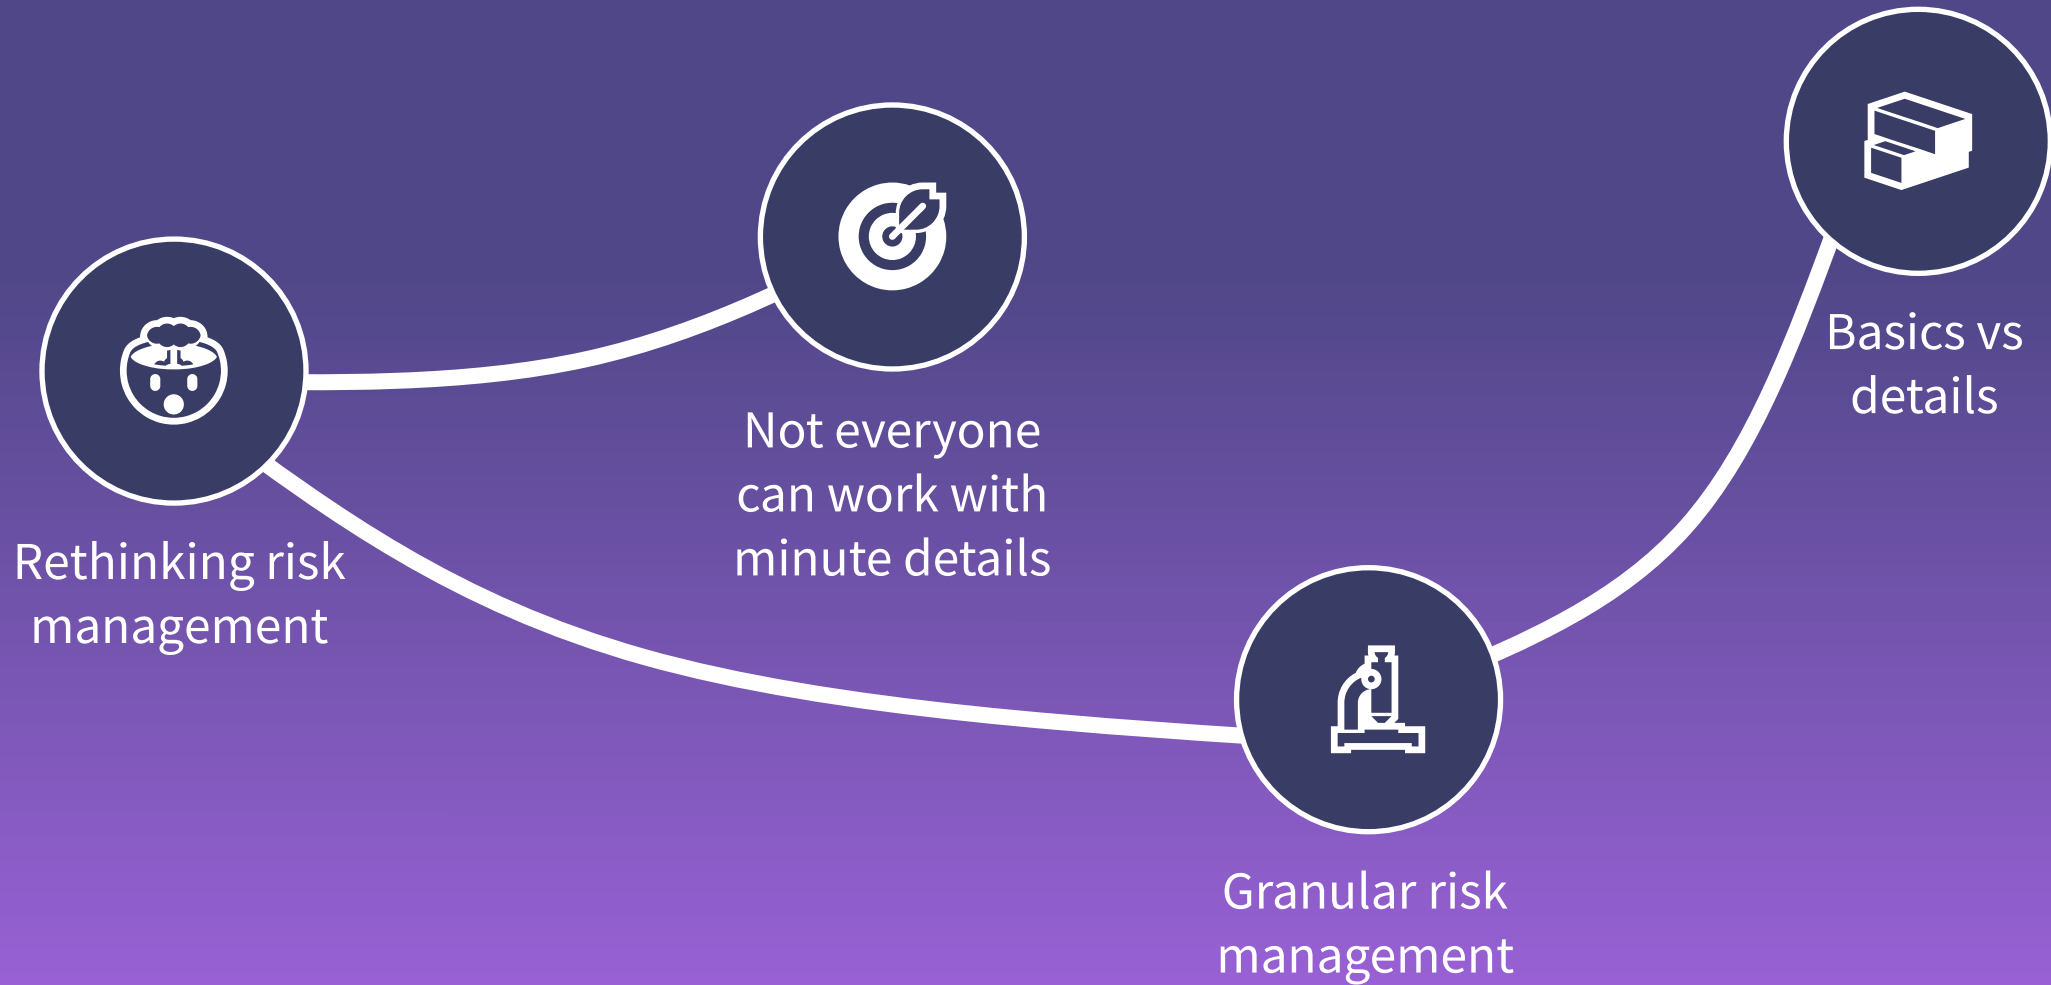 Rethinking risk
management
Not everyone
can work with
minute details
Granular risk
management
Basics vs
details